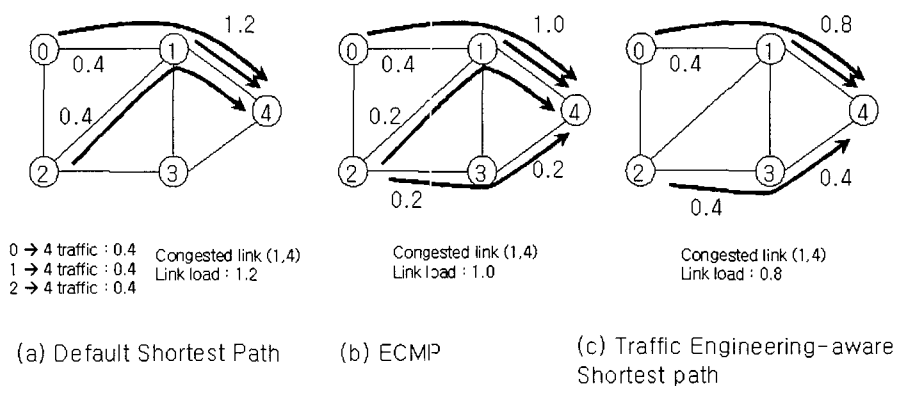 1.2
0
1
0.4
0.4
4
2
3
1.0
0
1
0.4
0.2
4
2
3
0.2
0.2
0.8
0
1
0.4
4
2
3
0.4
0.4
0 → 4 traffic : 0.4
1 → 4 traffic : 0.4
2 → 4 traffic : 0.4
Congested link (1,4)
Link load : 1.2
Congested link (1,4)
Link load : 1.0
Congested link (1,4)
Link load : 0.8
(a) Default Shortest Path
(b) ECMP
(c) Traffic Engineering-aware
Shortest path